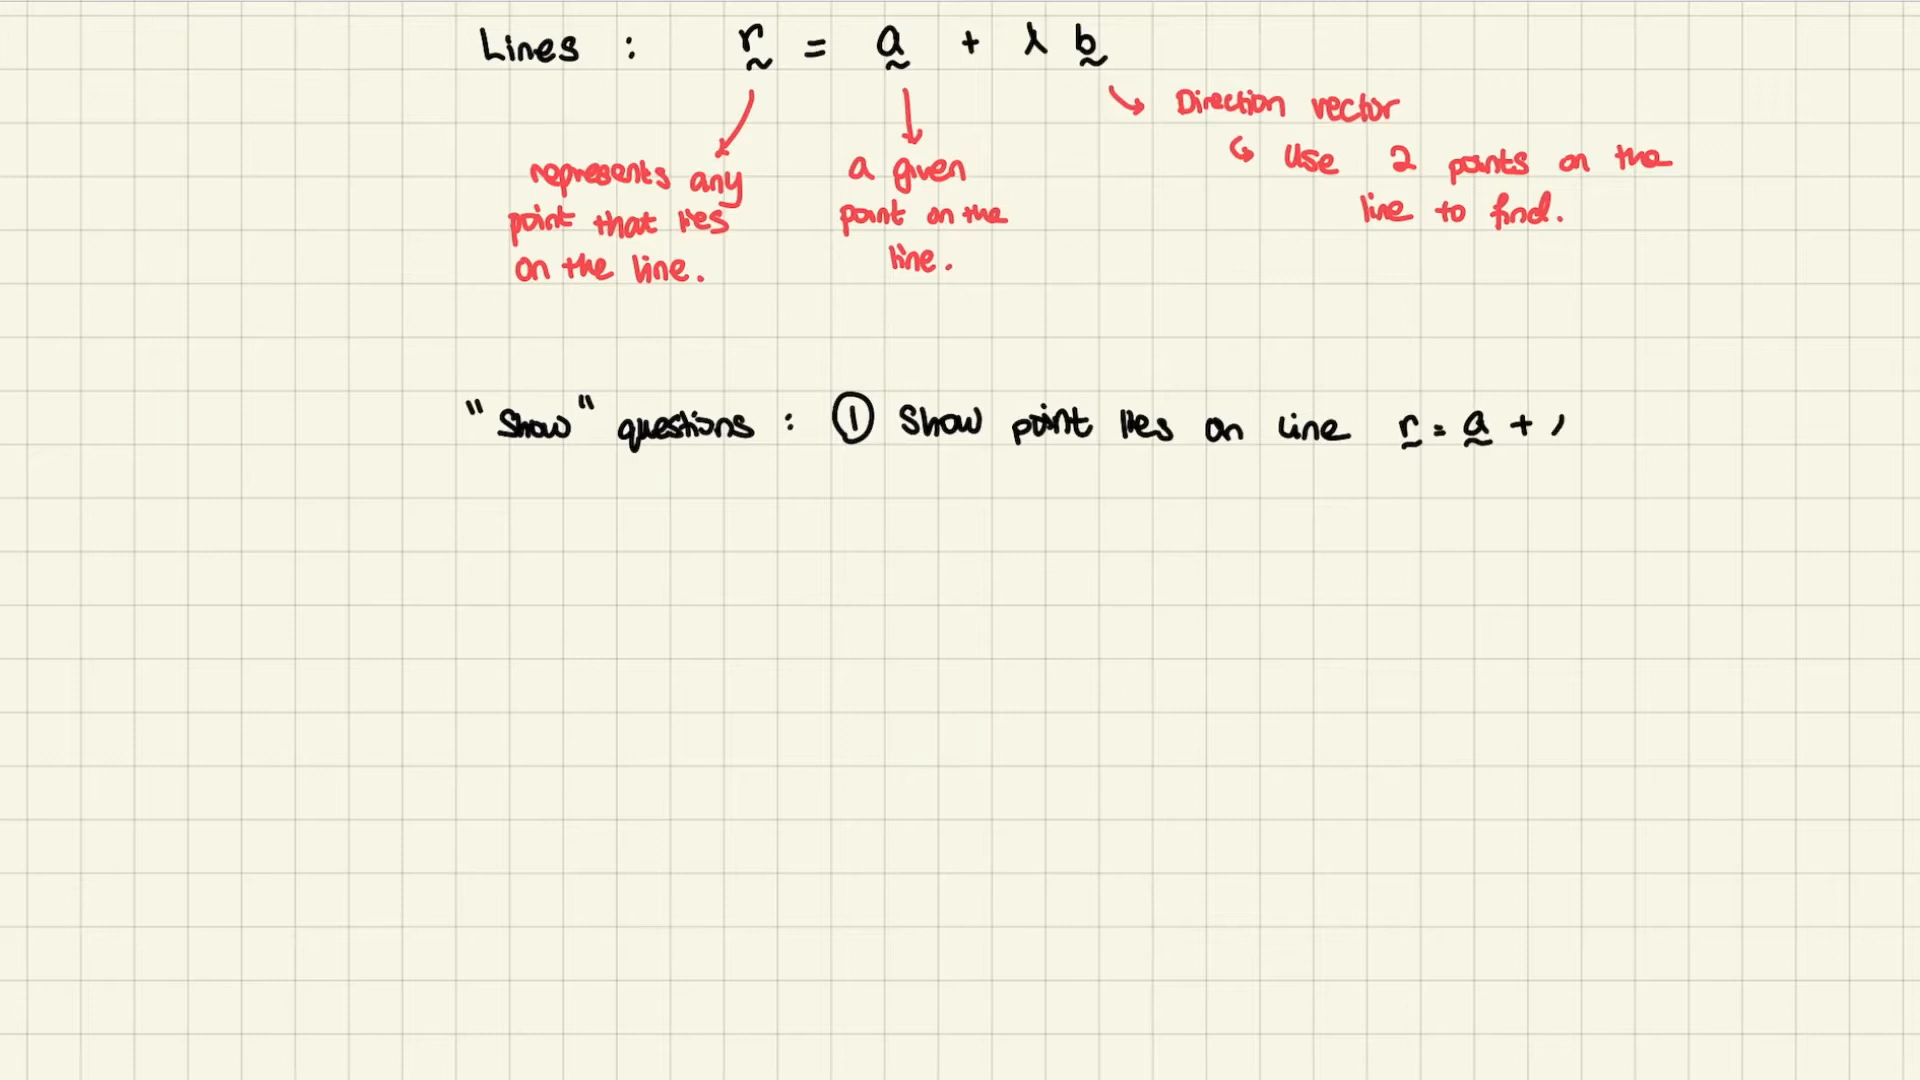 Lines : r = a + λ b
Direction vector
↳ Use 2 points on the
line to find.
represents any
point that lies
on the line.
a given
point on the
line.
"Show" questions : ① Show point lies on line r = a +